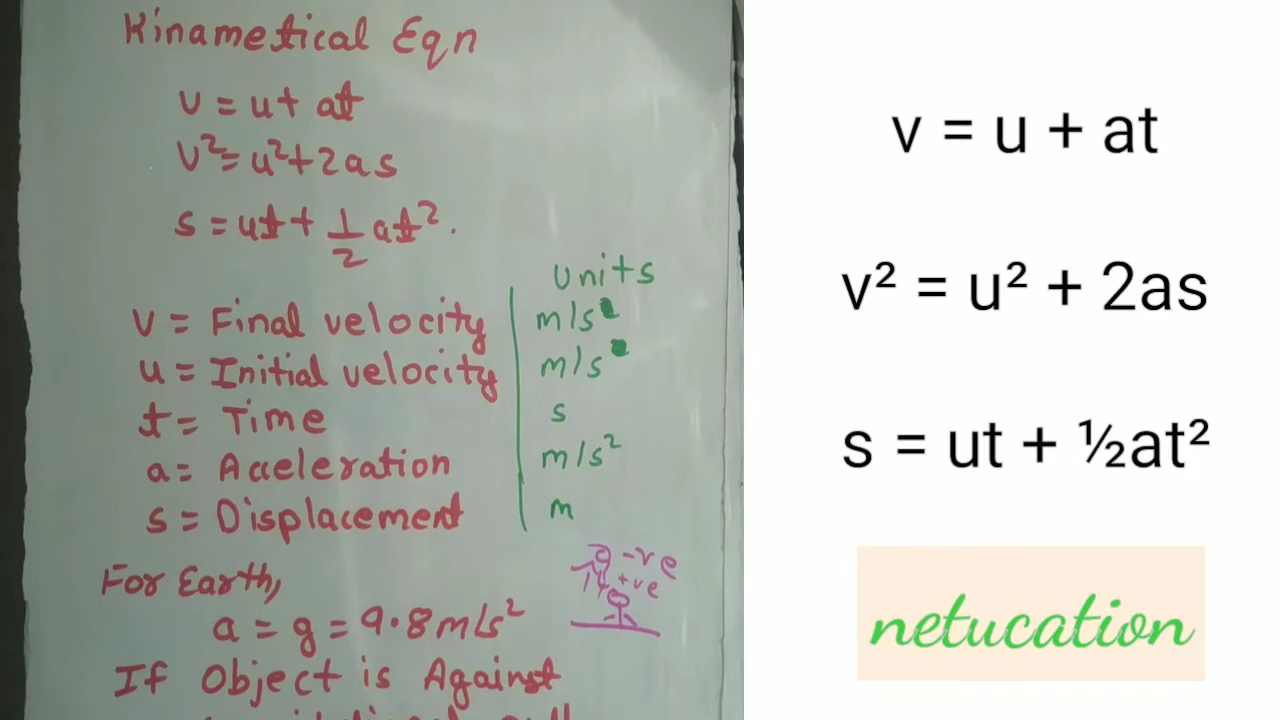 Kinametical Eqn
v = u + at
v² = u² + 2as
s = ut + 1/2 at².
units
v = Final velocity m/s
u = Initial velocity m/s
t = Time s
a = Acceleration m/s²
s = Displacement m
-ve
+ve
For Earth,
a = g = 9.8 m/s²
If Object is Against
v = u + at
v² = u² + 2as
s = ut + ½at²
netucation